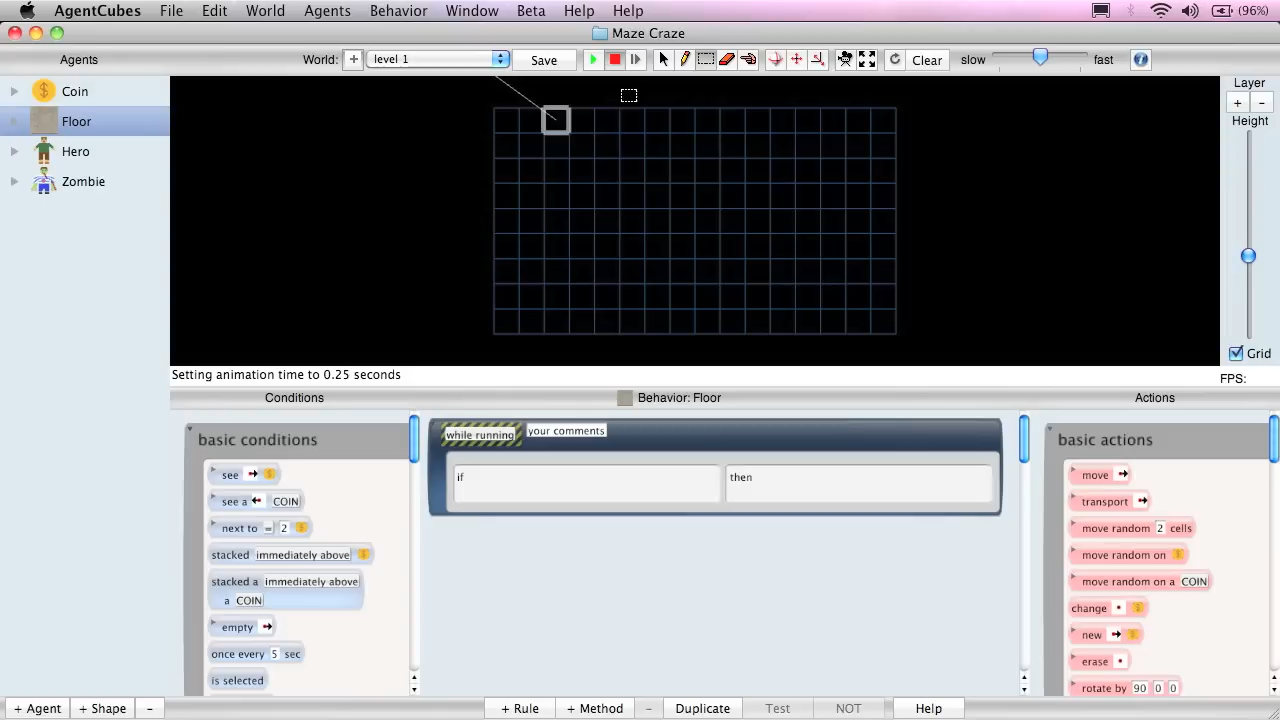 AgentCubes File Edit World Agents Behavior Window Beta Help Help (96%)
Maze Craze
Agents World: + level 1 Save Clear slow fast
Coin
Floor
Hero
Zombie
Layer
+ -
Height
Grid
Setting animation time to 0.25 seconds
FPS:
Conditions
basic conditions
see
see a COIN
next to = 2
stacked immediately above
stacked a immediately above
a COIN
empty
once every 5 sec
is selected
Behavior: Floor
while running your comments
if then
Actions
basic actions
move
transport
move random 2 cells
move random on
move random on a COIN
change
new
erase
rotate by 90 0 0
+ Agent + Shape - + Rule + Method - Duplicate Test NOT Help